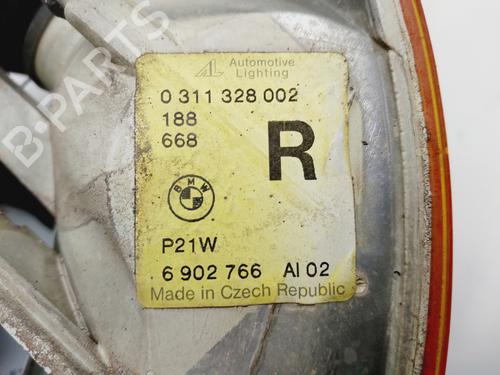 AL Automotive
Lighting
0 311 328 002
188
668
R
BMW
P21W
6 902 766 AI 02
Made in Czech Republic
B-PARTS